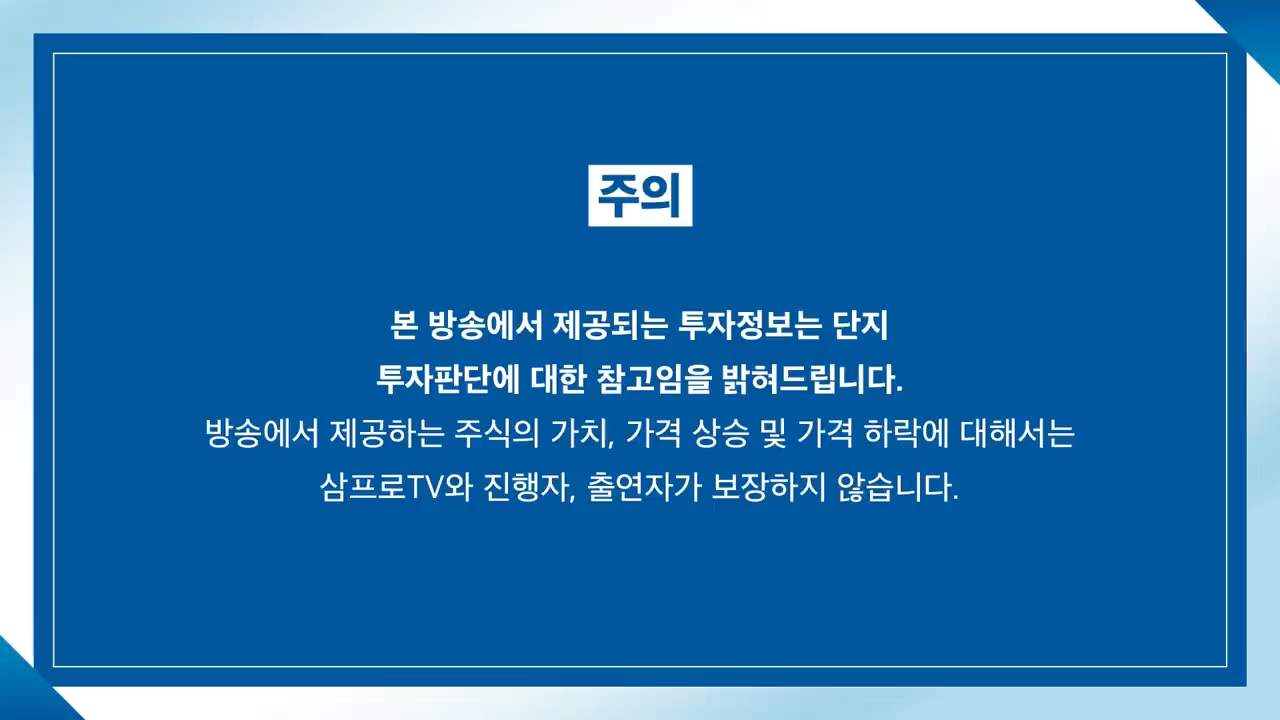 주의
본 방송에서 제공되는 투자정보는 단지
투자판단에 대한 참고임을 밝혀드립니다.
방송에서 제공하는 주식의 가치, 가격 상승 및 가격 하락에 대해서는
삼프로TV와 진행자, 출연자가 보장하지 않습니다.